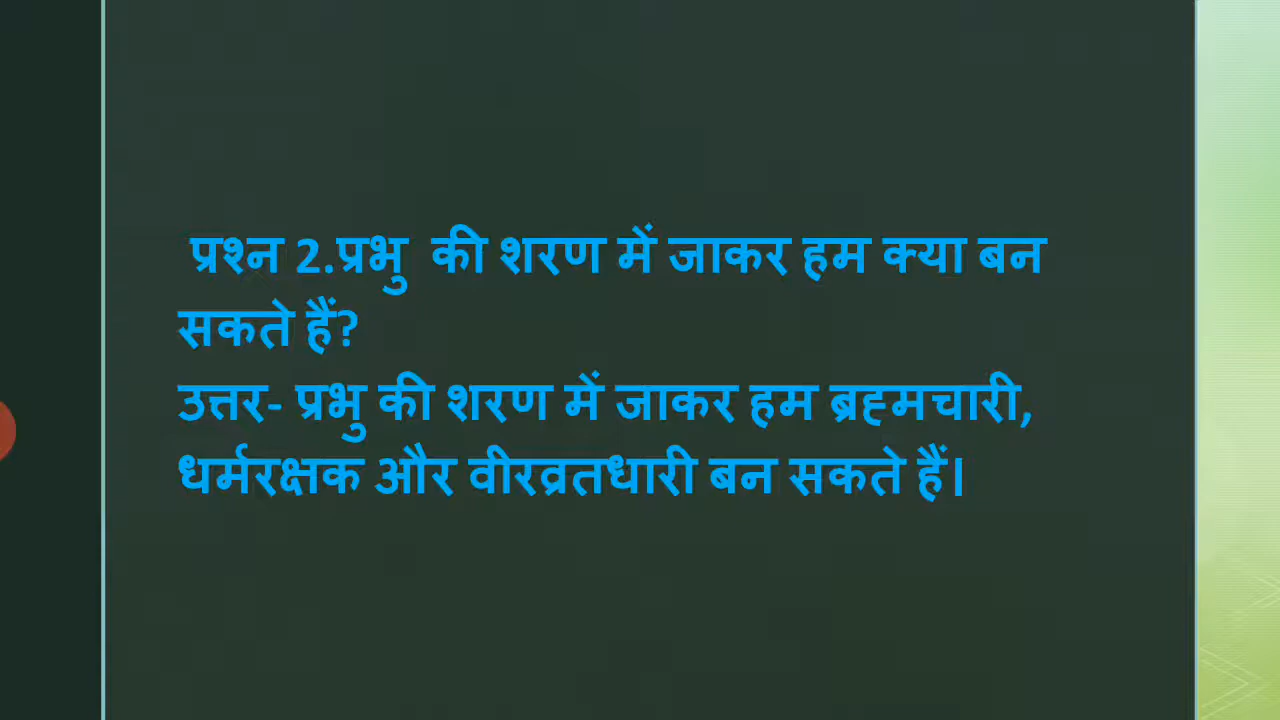 प्रश्न 2.प्रभु की शरण में जाकर हम क्या बन
सकते हैं?
उत्तर- प्रभु की शरण में जाकर हम ब्रह्मचारी,
धर्मरक्षक और वीरव्रतधारी बन सकते हैं।